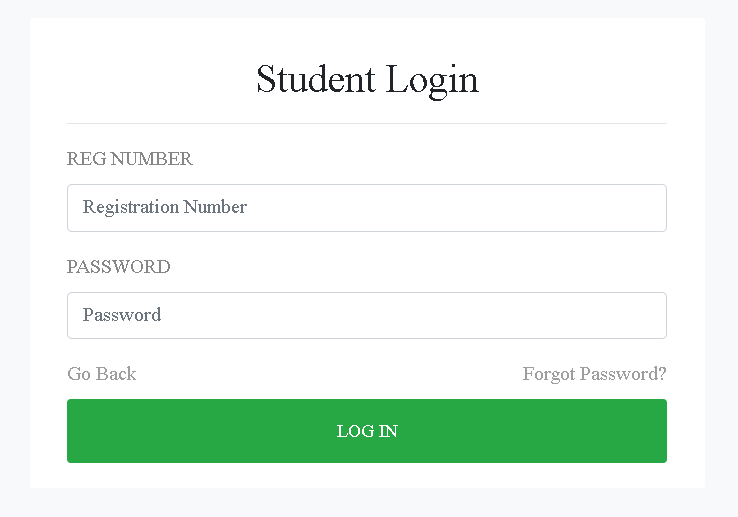 Student Login
REG NUMBER
Registration Number
PASSWORD
Password
Go Back
Forgot Password?
LOG IN